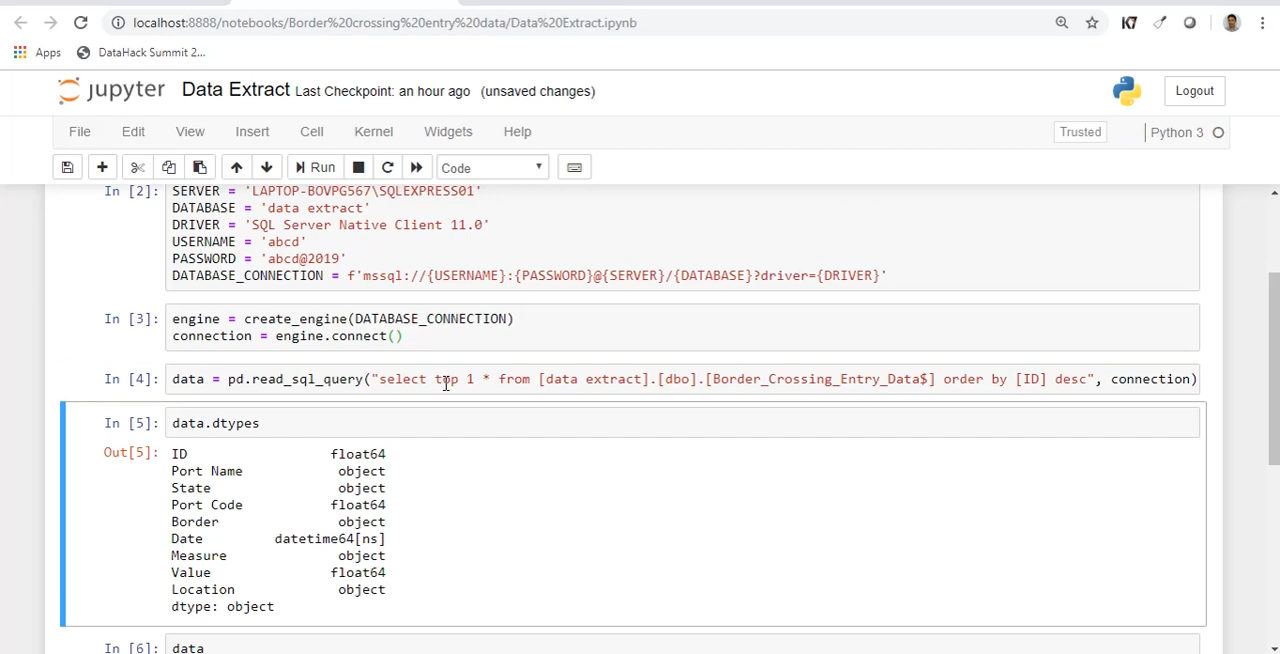 localhost:8888/notebooks/Border%20crossing%20entry%20data/Data%20Extract.ipynb
K7
Apps DataHack Summit 2...
jupyter Data Extract Last Checkpoint: an hour ago (unsaved changes) Logout
File Edit View Insert Cell Kernel Widgets Help Trusted Python 3
Run Code
In [2]: SERVER = 'LAPTOP-BOVPG567\SQLEXPRESS01'
DATABASE = 'data extract'
DRIVER = 'SQL Server Native Client 11.0'
USERNAME = 'abcd'
PASSWORD = 'abcd@2019'
DATABASE_CONNECTION = f'mssql://{USERNAME}:{PASSWORD}@{SERVER}/{DATABASE}?driver={DRIVER}'
In [3]: engine = create_engine(DATABASE_CONNECTION)
connection = engine.connect()
In [4]: data = pd.read_sql_query("select top 1 * from [data extract].[dbo].[Border_Crossing_Entry_Data$] order by [ID] desc", connection)
In [5]: data.dtypes
Out[5]: ID float64
Port Name object
State object
Port Code float64
Border object
Date datetime64[ns]
Measure object
Value float64
Location object
dtype: object
In [6]: data